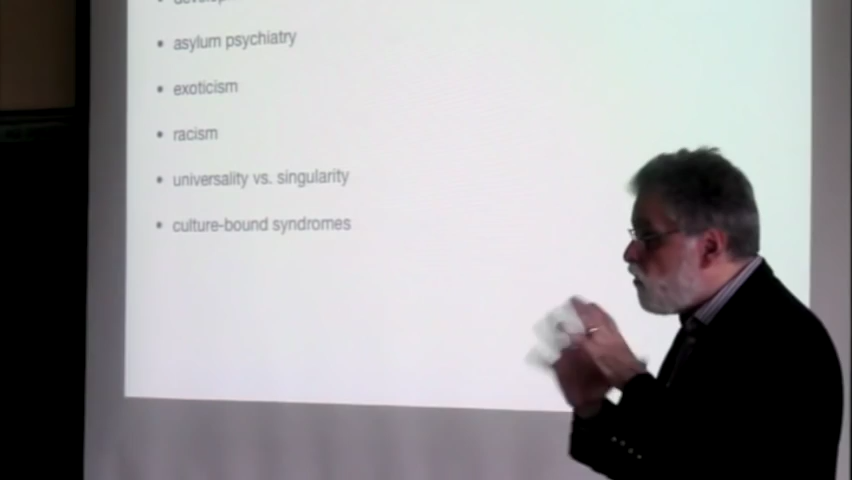 • asylum psychiatry
• exoticism
• racism
• universality vs. singularity
• culture-bound syndromes